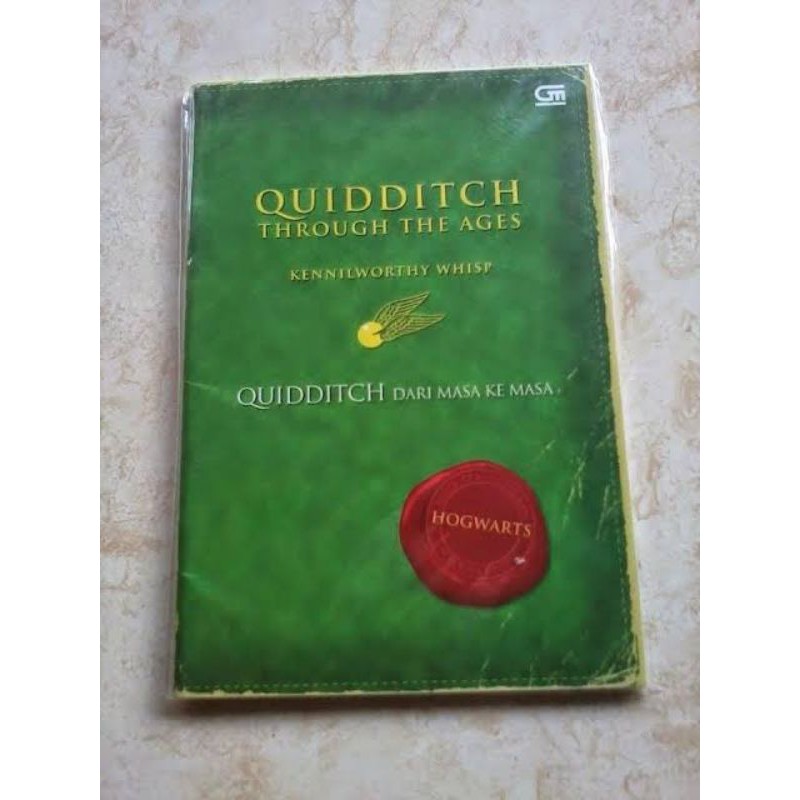 GM
QUIDDITCH
THROUGH THE AGES
KENNILWORTHY WHISP
QUIDDITCH DARI MASA KE MASA
HOGWARTS